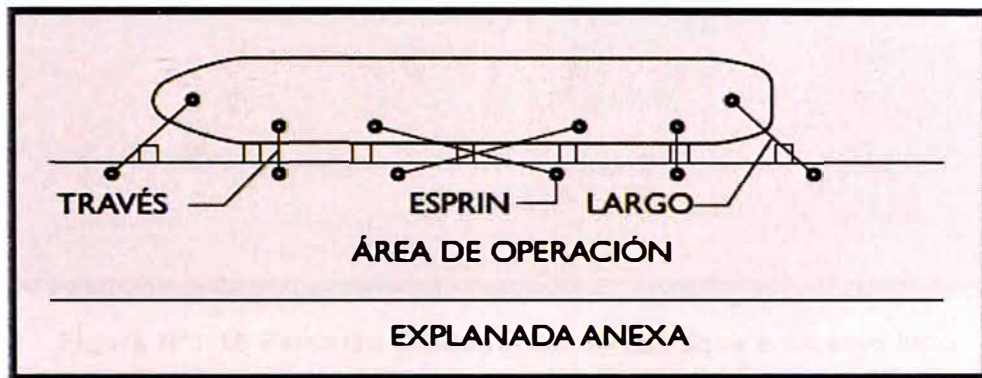 TRAVÉS ESPRIN LARGO
ÁREA DE OPERACIÓN
EXPLANADA ANEXA